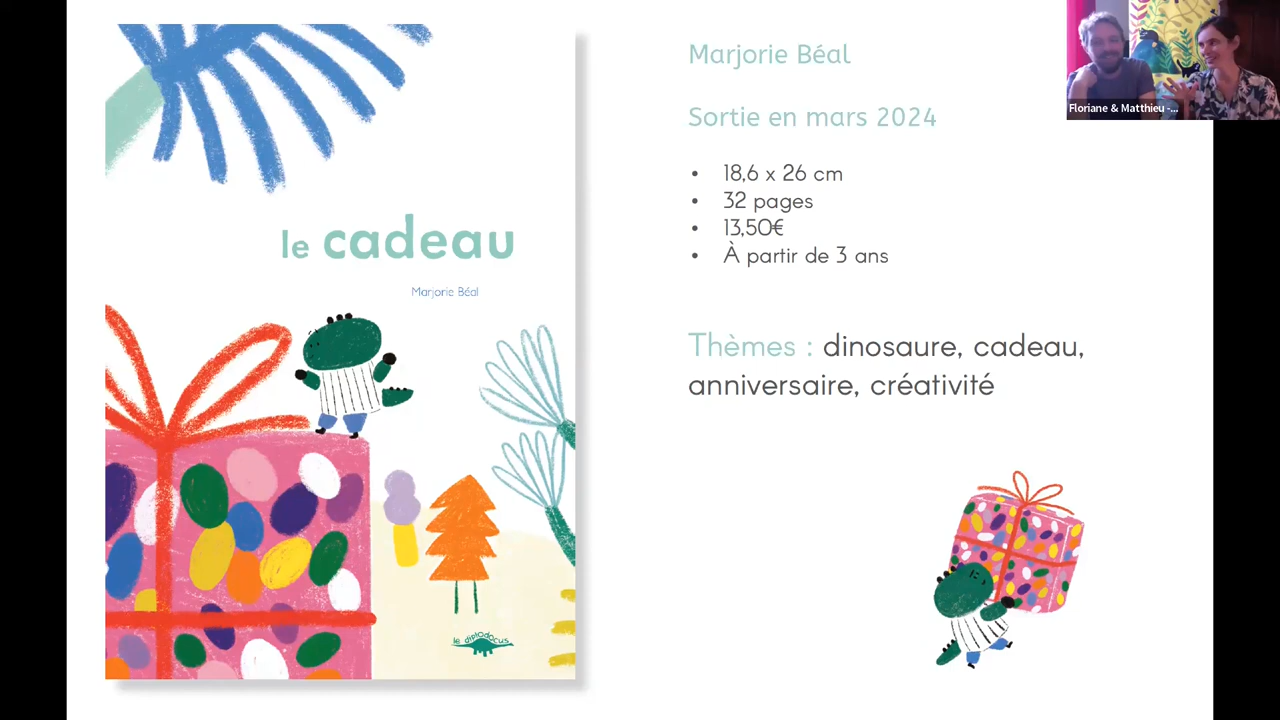 le cadeau
Marjorie Béal
le diplodocus
Marjorie Béal
Sortie en mars 2024
• 18,6 x 26 cm
• 32 pages
• 13,50€
• À partir de 3 ans
Thèmes : dinosaure, cadeau,
anniversaire, créativité
Floriane & Matthieu -...